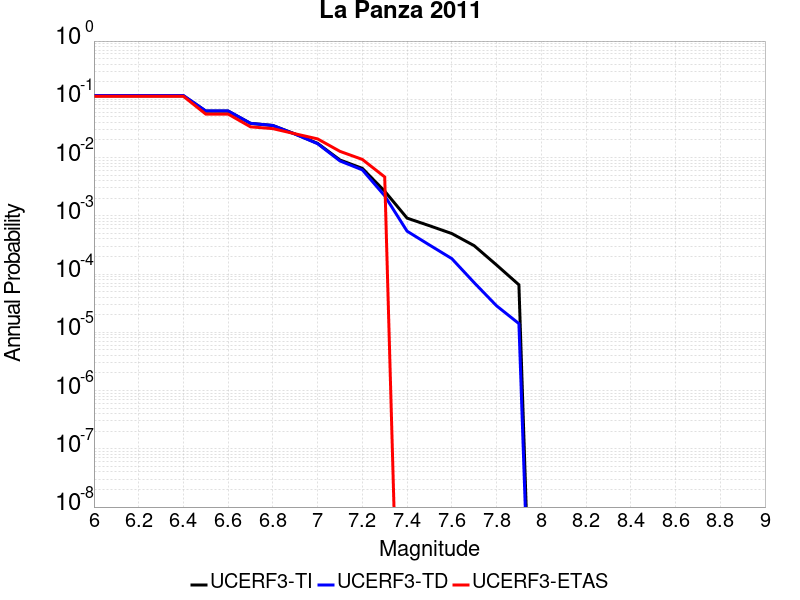 La Panza 2011
10^0
10^-1
10^-2
10^-3
10^-4
10^-5
10^-6
10^-7
10^-8
Annual Probability
6 6.2 6.4 6.6 6.8 7 7.2 7.4 7.6 7.8 8 8.2 8.4 8.6 8.8 9
Magnitude
UCERF3-TI UCERF3-TD UCERF3-ETAS